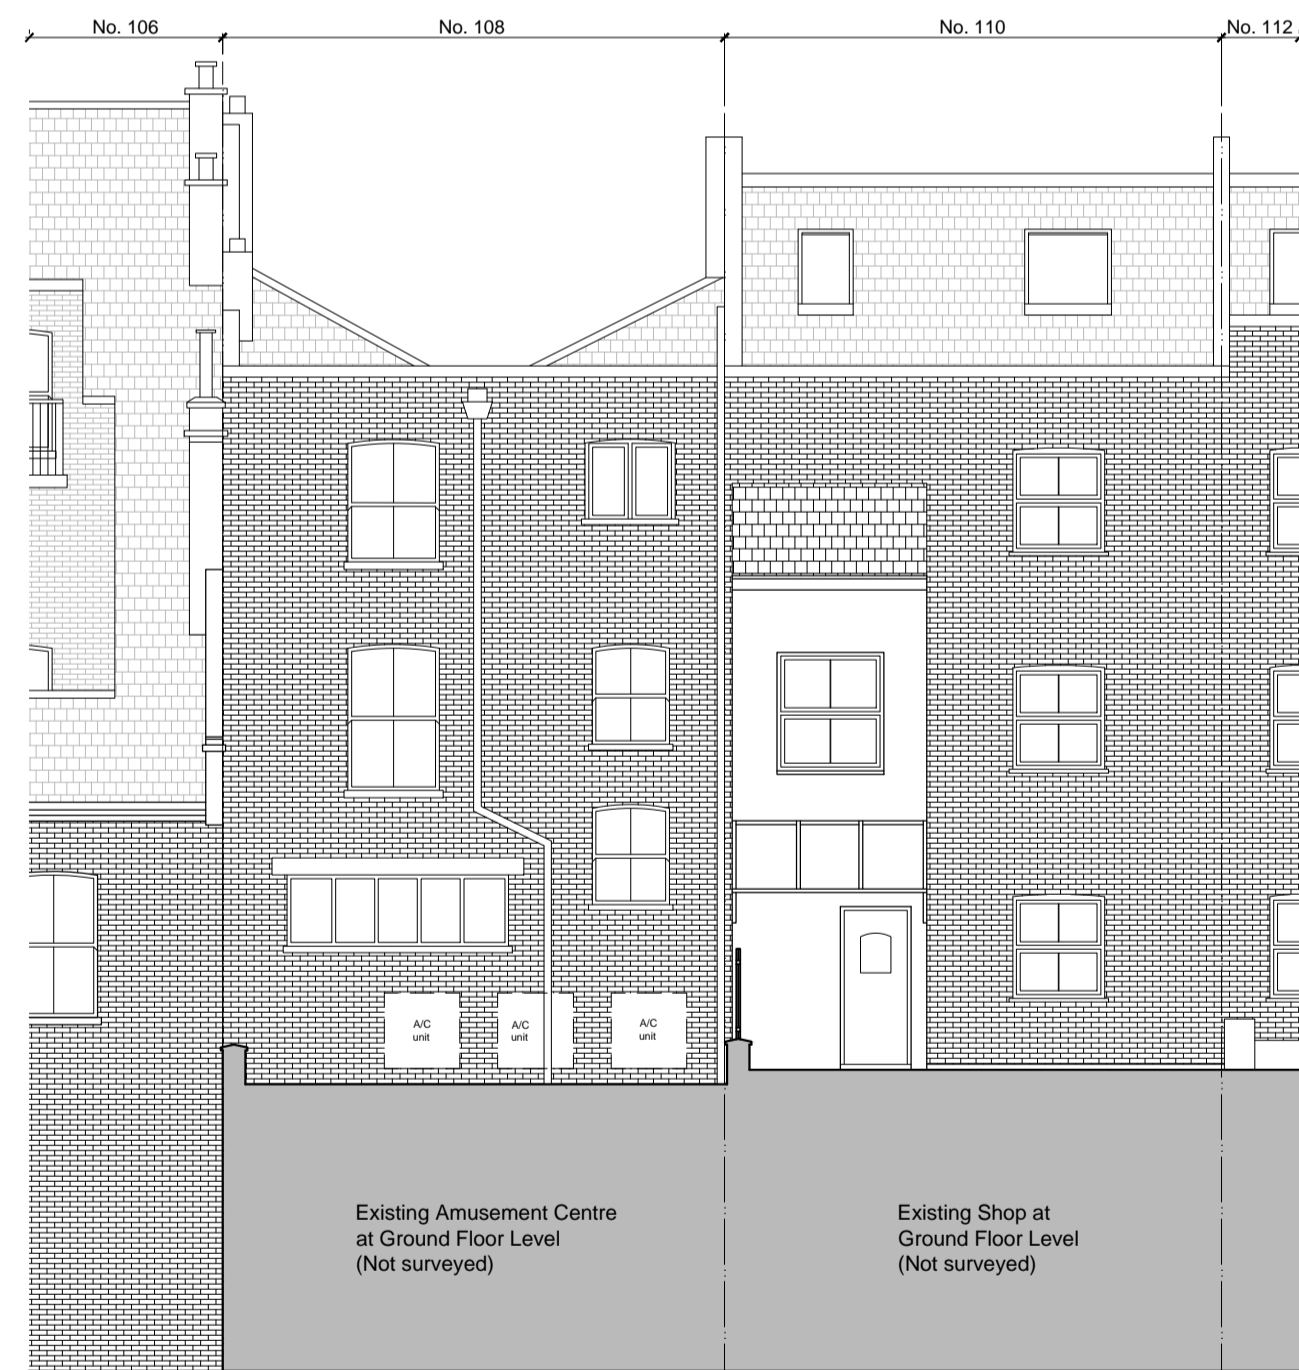 No. 106
No. 108
No. 110
No. 112
A/C
unit
A/C
unit
A/C
unit
Existing Amusement Centre
at Ground Floor Level
(Not surveyed)
Existing Shop at
Ground Floor Level
(Not surveyed)